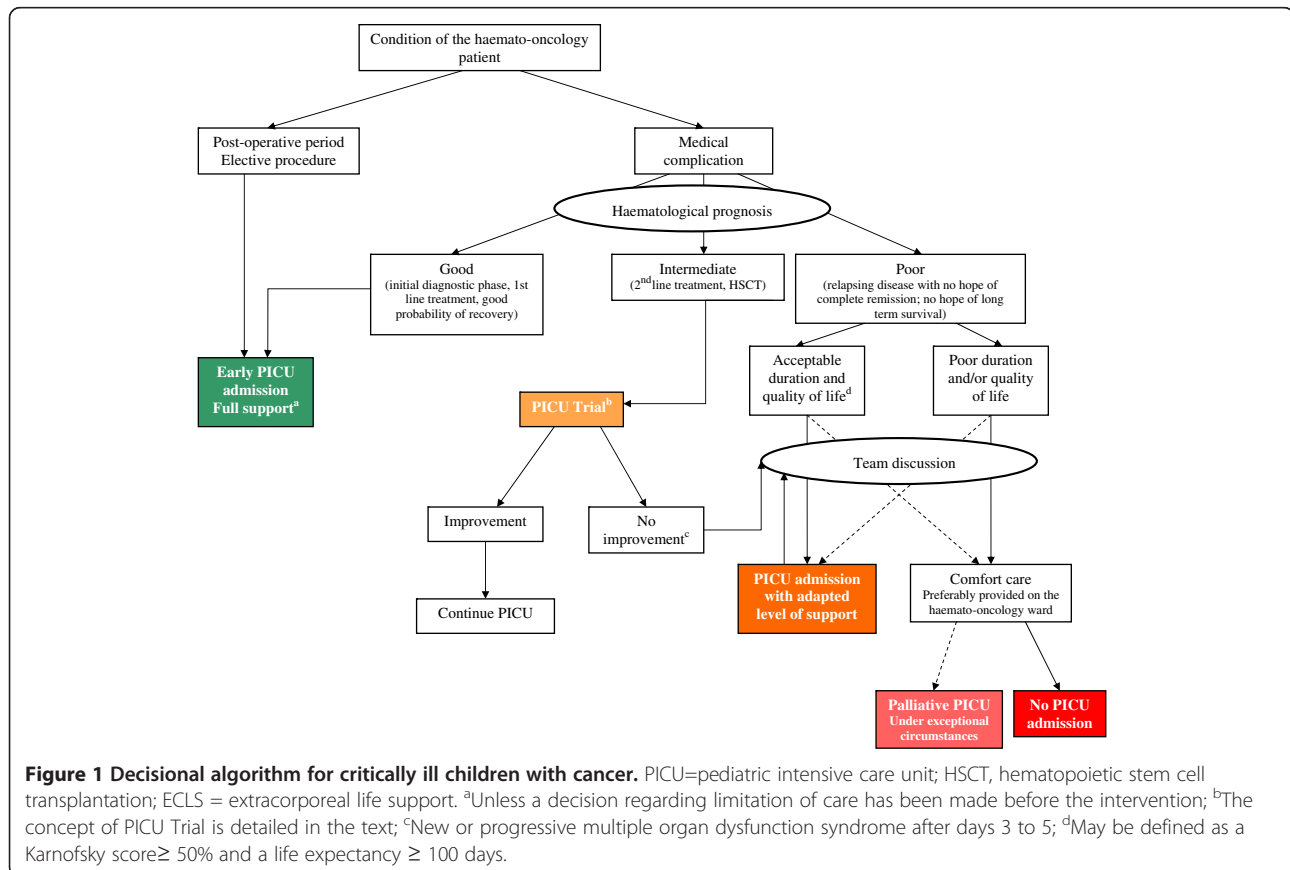 Condition of the haemato-oncology
patient
Post-operative period
Elective procedure
Medical
complication
Haematological prognosis
Good
(initial diagnostic phase, 1st
line treatment, good
probability of recovery)
Intermediate
(2nd line treatment, HSCT)
Poor
(relapsing disease with no hope of
complete remission; no hope of long
term survival)
Early PICU
admission
Full supportᵃ
PICU Trialᵇ
Acceptable
duration and
quality of lifeᵈ
Poor duration
and/or quality
of life
Team discussion
Improvement
No
improvementᶜ
Continue PICU
PICU admission
with adapted
level of support
Comfort care
Preferably provided on the
haemato-oncology ward
Palliative PICU
Under exceptional
circumstances
No PICU
admission
Figure 1 Decisional algorithm for critically ill children with cancer. PICU=pediatric intensive care unit; HSCT, hematopoietic stem cell
transplantation; ECLS = extracorporeal life support. ᵃUnless a decision regarding limitation of care has been made before the intervention; ᵇThe
concept of PICU Trial is detailed in the text; ᶜNew or progressive multiple organ dysfunction syndrome after days 3 to 5; ᵈMay be defined as a
Karnofsky score≥ 50% and a life expectancy ≥ 100 days.